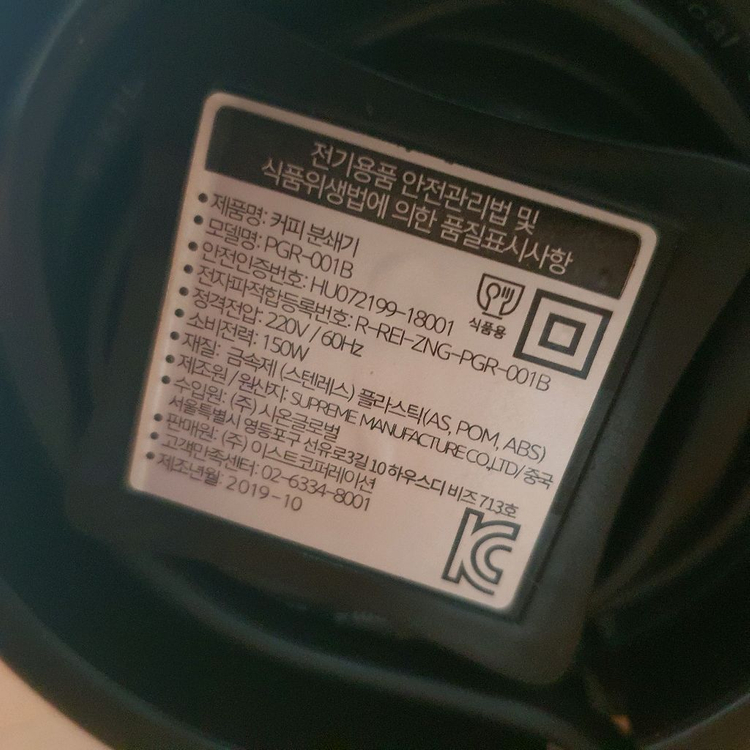 전기용품 안전관리법 및
식품위생법에 의한 품질표시사항
• 제품명: 커피 분쇄기
• 모델명: PGR-001B
• 안전인증번호: HU072199-18001
• 전자파적합등록번호: R-REI-ZNG-PGR-001B
• 정격전압: 220V / 60Hz
• 소비전력: 150W
• 재질: 금속제 (스텐레스) 플라스틱(AS, POM, ABS)
• 제조원/원산지: SUPREME MANUFACTURE CO.,LTD/중국
• 수입원: (주) 시온글로벌
서울특별시 영등포구 선유로3길 10 하우스디 비즈 713호
• 판매원: (주) 이스트코퍼레이션
• 고객만족센터: 02-6334-8001
• 제조년월: 2019-10
식품용